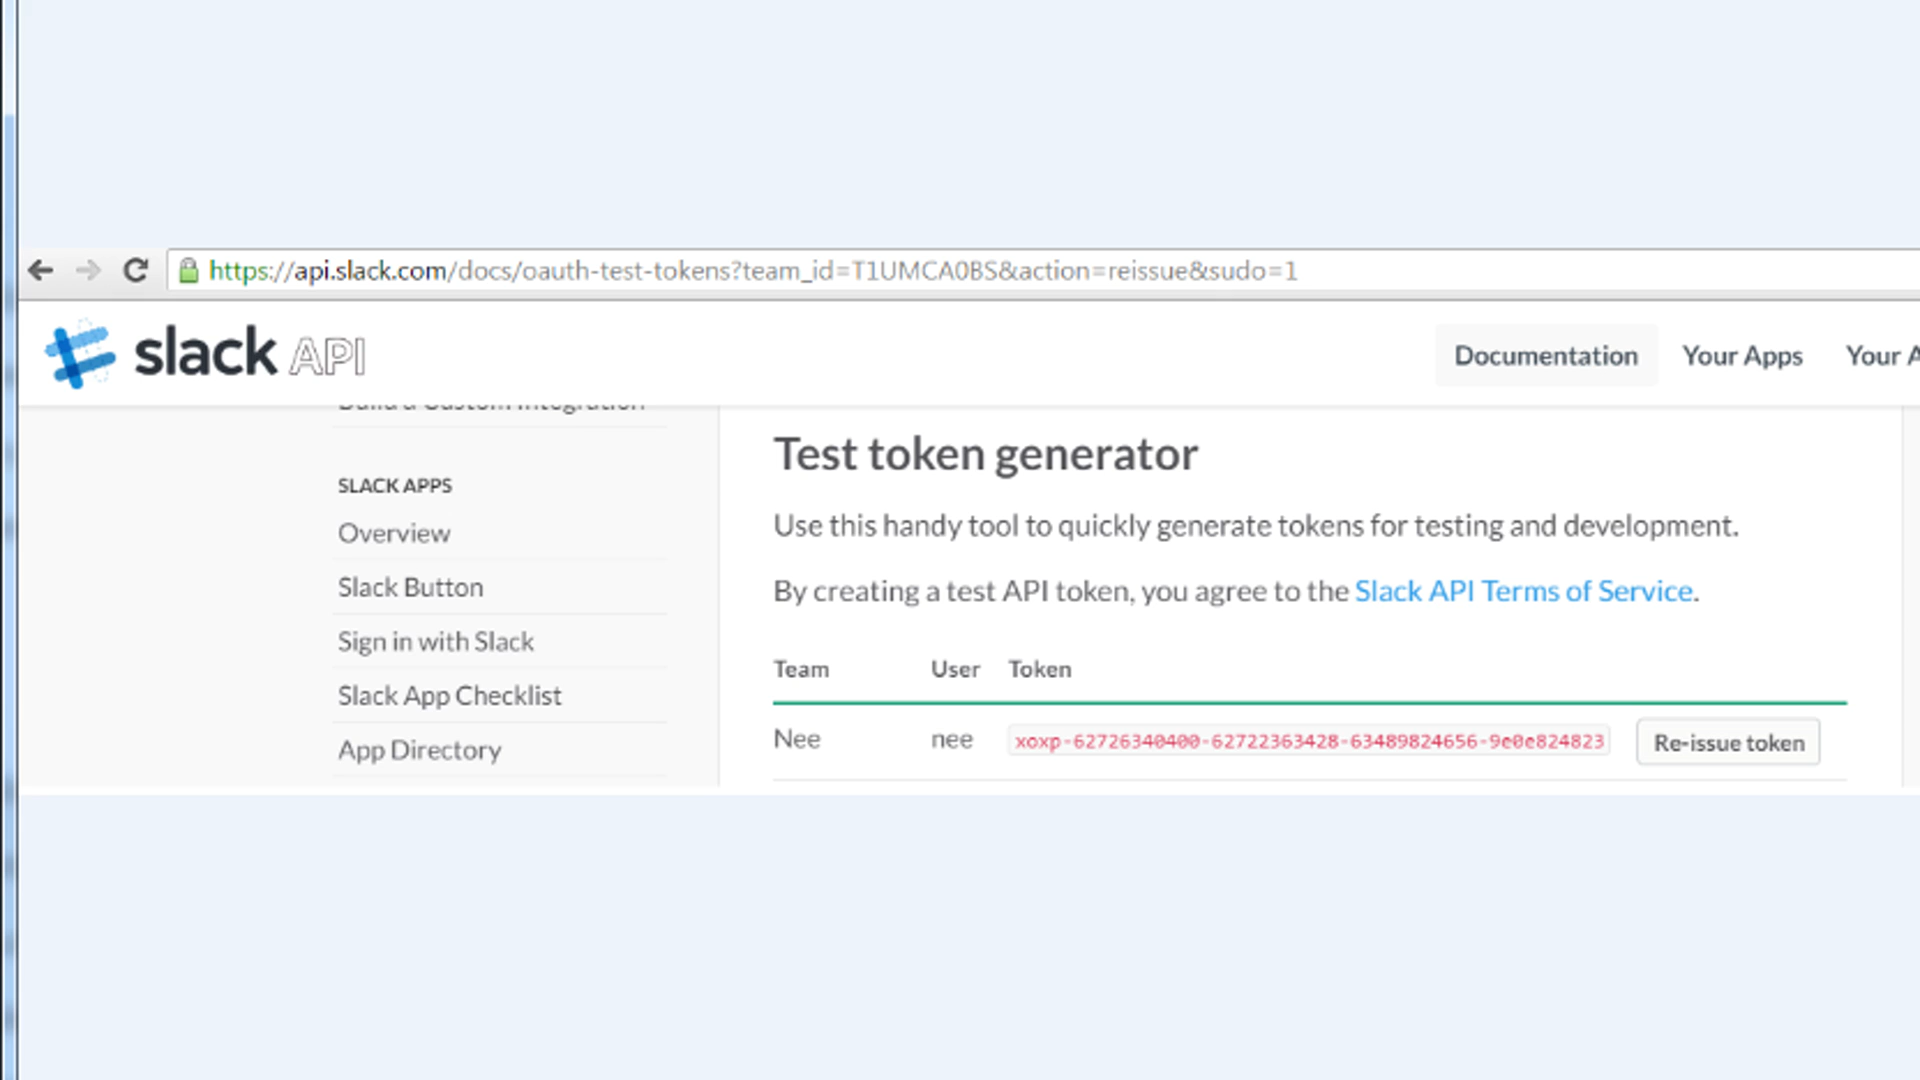 https://api.slack.com/docs/oauth-test-tokens?team_id=T1UMCA0BS&action=reissue&sudo=1
slack API
Documentation
Your Apps
Your A
Build a Custom Integration
SLACK APPS
Overview
Slack Button
Sign in with Slack
Slack App Checklist
App Directory
Test token generator
Use this handy tool to quickly generate tokens for testing and development.
By creating a test API token, you agree to the Slack API Terms of Service.
Team User Token
Nee nee xoxp-62726340400-62722363428-63489824656-9e0e824823 Re-issue token